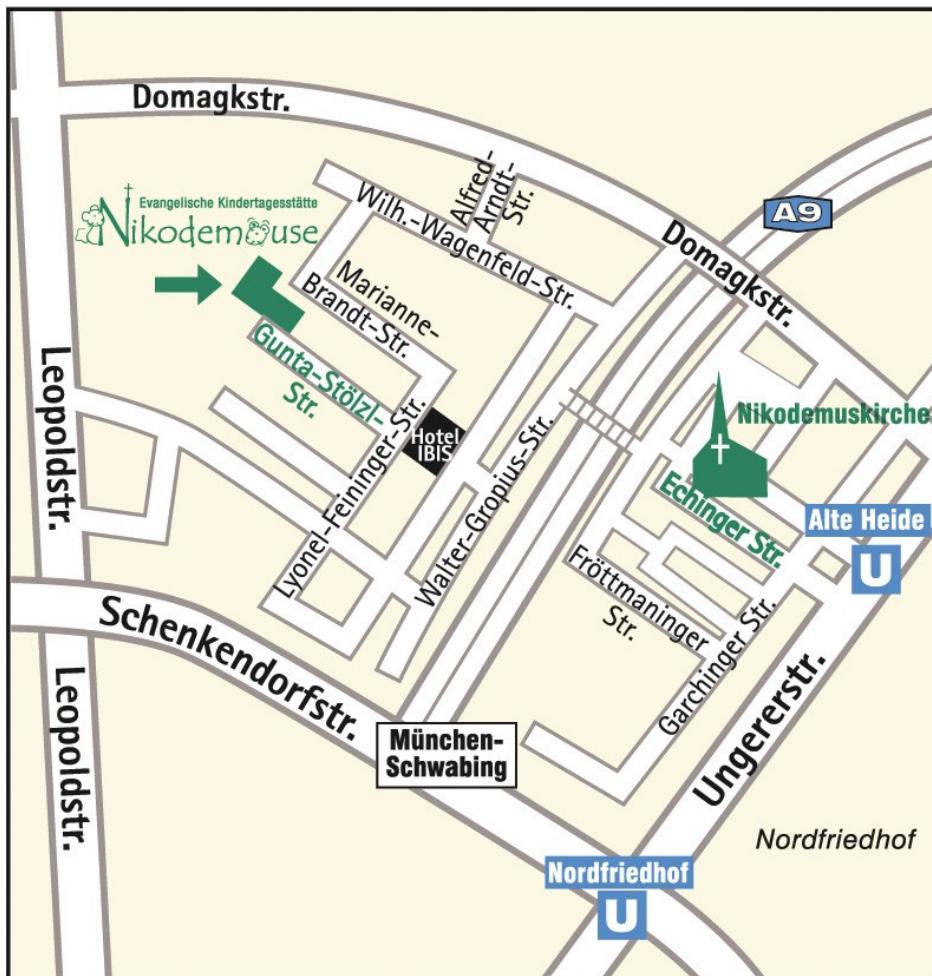 Domagkstr.
Alfred-
Arndt-
Str.
Evangelische Kindertagesstätte
Nikodemouse
Wilh.-Wagenfeld-Str.
A9
Domagkstr.
Marianne-
Brandt-Str.
Gunta-Stölzl-
Str.
Leopoldstr.
Hotel
IBIS
Nikodemuskirche
Lyonel-Feininger-Str.
Walter-Gropius-Str.
Echinger Str.
Alte Heide
U
Fröttmaninger
Str.
Garchinger Str.
Schenkendorfstr.
Leopoldstr.
München-
Schwabing
Ungererstr.
Nordfriedhof
Nordfriedhof
U